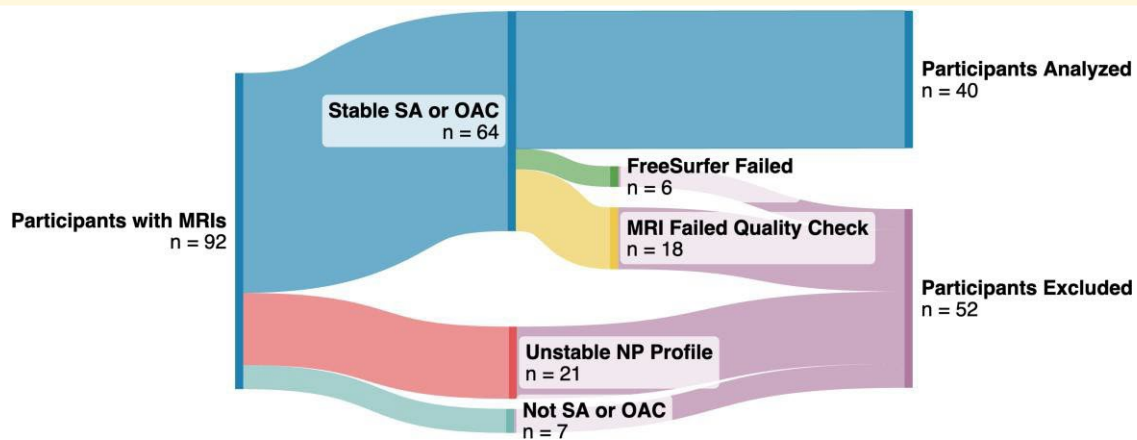 Participants with MRIs
n = 92
Stable SA or OAC
n = 64
Unstable NP Profile
n = 21
Not SA or OAC
n = 7
FreeSurfer Failed
n = 6
MRI Failed Quality Check
n = 18
Participants Analyzed
n = 40
Participants Excluded
n = 52